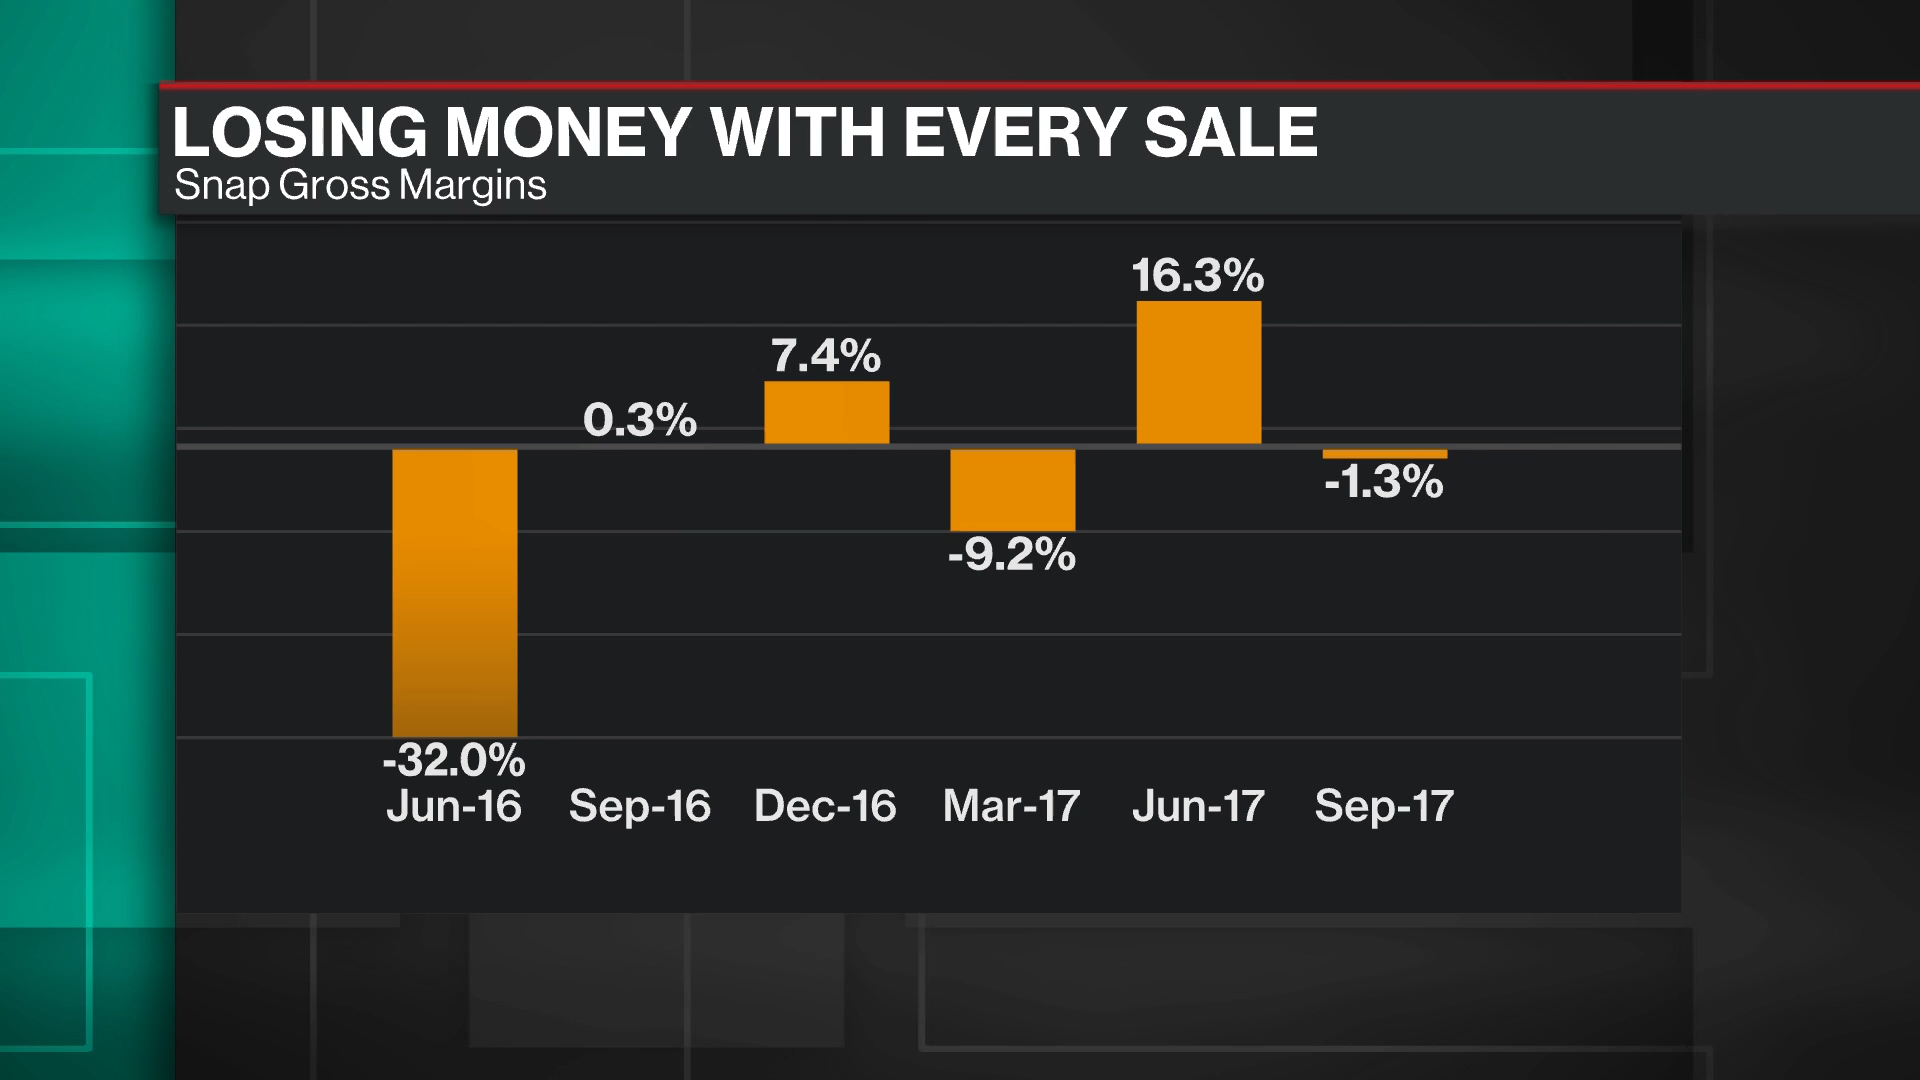 LOSING MONEY WITH EVERY SALE
Snap Gross Margins
16.3%
7.4%
0.3%
-1.3%
-9.2%
-32.0%
Jun-16 Sep-16 Dec-16 Mar-17 Jun-17 Sep-17